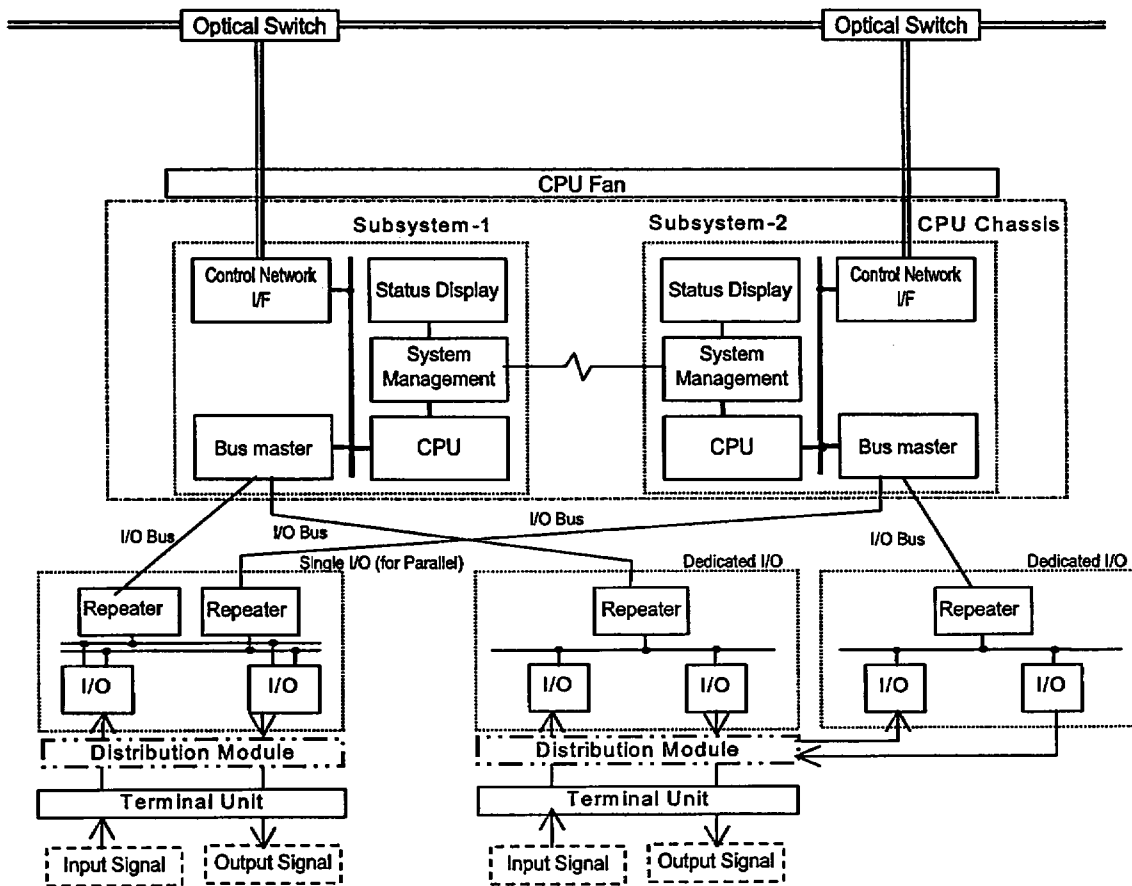 Optical Switch
Optical Switch
CPU Fan
Subsystem-1
Subsystem-2
CPU Chassis
Control Network
I/F
Status Display
Status Display
Control Network
I/F
System
Management
System
Management
Bus master
CPU
CPU
Bus master
I/O Bus
I/O Bus
I/O Bus
I/O Bus
Single I/O (for Parallel)
Dedicated I/O
Dedicated I/O
Repeater
Repeater
Repeater
Repeater
I/O
I/O
I/O
I/O
I/O
I/O
Distribution Module
Distribution Module
Terminal Unit
Terminal Unit
Input Signal
Output Signal
Input Signal
Output Signal